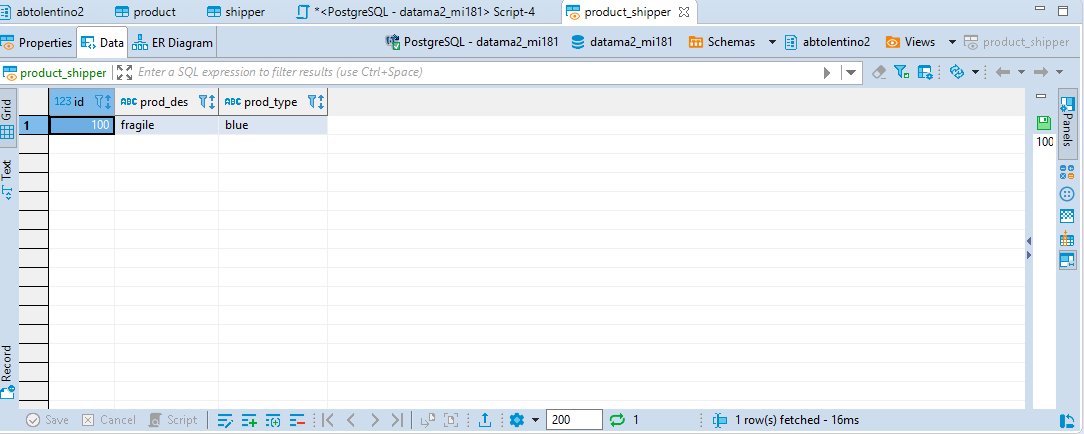 abtolentino2 product shipper *<PostgreSQL - datama2_mi181> Script-4 product_shipper
Properties Data ER Diagram PostgreSQL - datama2_mi181 datama2_mi181 Schemas abtolentino2 Views product_shipper
product_shipper Enter a SQL expression to filter results (use Ctrl+Space)
Grid
Text
Record
123 id ABC prod_des ABC prod_type
1 100 fragile blue
100
Panels
Save Cancel Script 200 1 1 row(s) fetched - 16ms